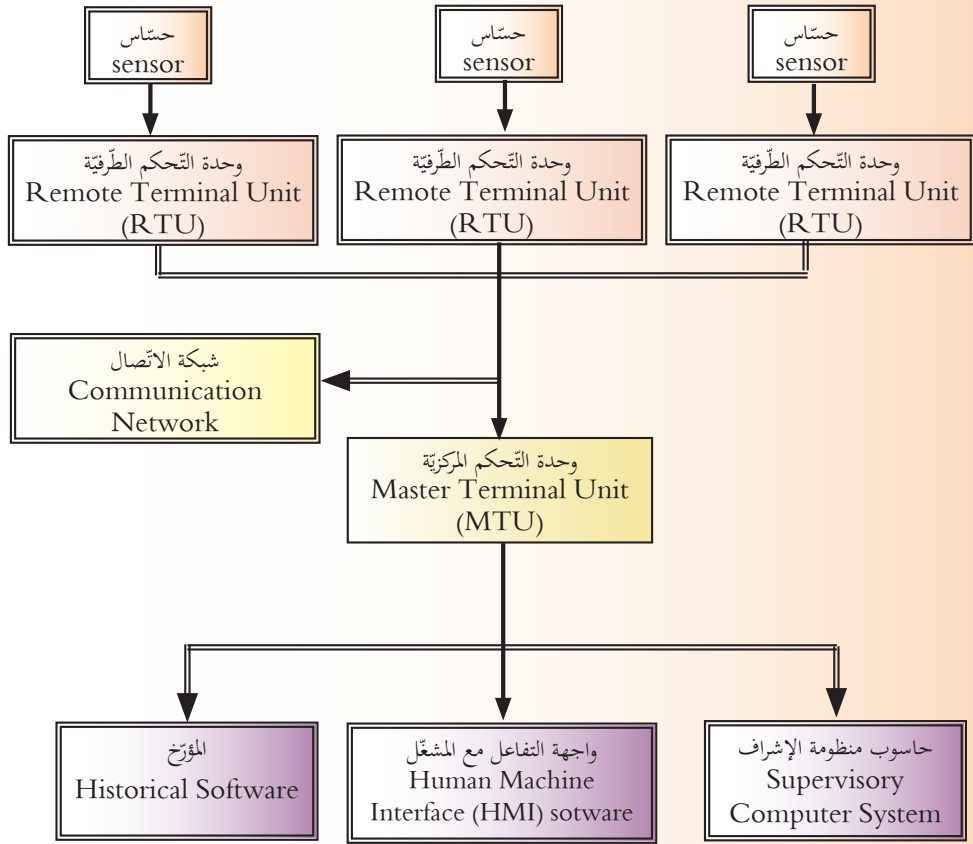 حسّاس
sensor
حسّاس
sensor
حسّاس
sensor
وحدة التّحكم الطّرفيّة
Remote Terminal Unit
(RTU)
وحدة التّحكم الطّرفيّة
Remote Terminal Unit
(RTU)
وحدة التّحكم الطّرفيّة
Remote Terminal Unit
(RTU)
شبكة الاتّصال
Communication
Network
وحدة التّحكم المركزيّة
Master Terminal Unit
(MTU)
المؤرّخ
Historical Software
واجهة التفاعل مع المشغّل
Human Machine
Interface (HMI) sotware
حاسوب منظومة الإشراف
Supervisory
Computer System